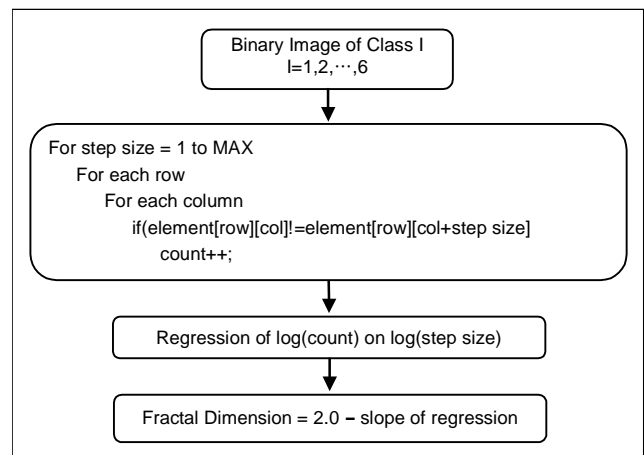 Binary Image of Class I
I=1,2,⋯,6
For step size = 1 to MAX
For each row
For each column
if(element[row][col]!=element[row][col+step size]
count++;
Regression of log(count) on log(step size)
Fractal Dimension = 2.0 – slope of regression